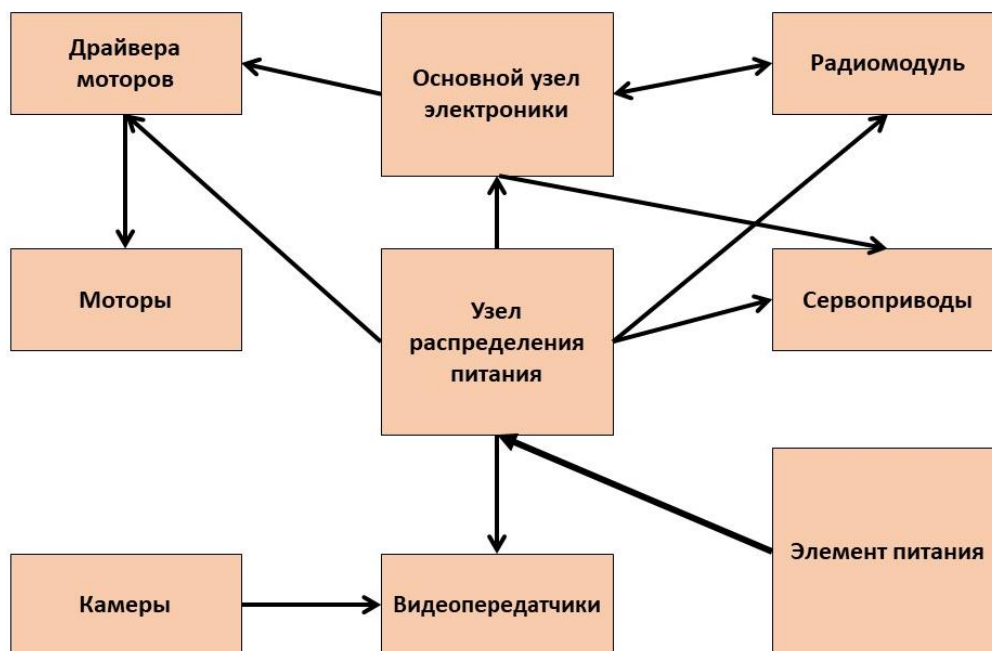 Драйвера
моторов
Основной узел
электроники
Радиомодуль
Моторы
Узел
распределения
питания
Сервоприводы
Камеры
Видеопередатчики
Элемент питания